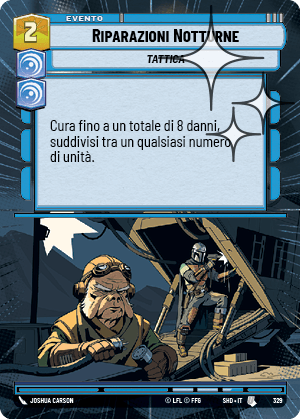 2
EVENTO
RIPARAZIONI NOTTURNE
TATTICA
Cura fino a un totale di 8 danni,
suddivisi tra un qualsiasi numero
di unità.
JOSHUA CARSON
© LFL © FFG
SHD • IT
329